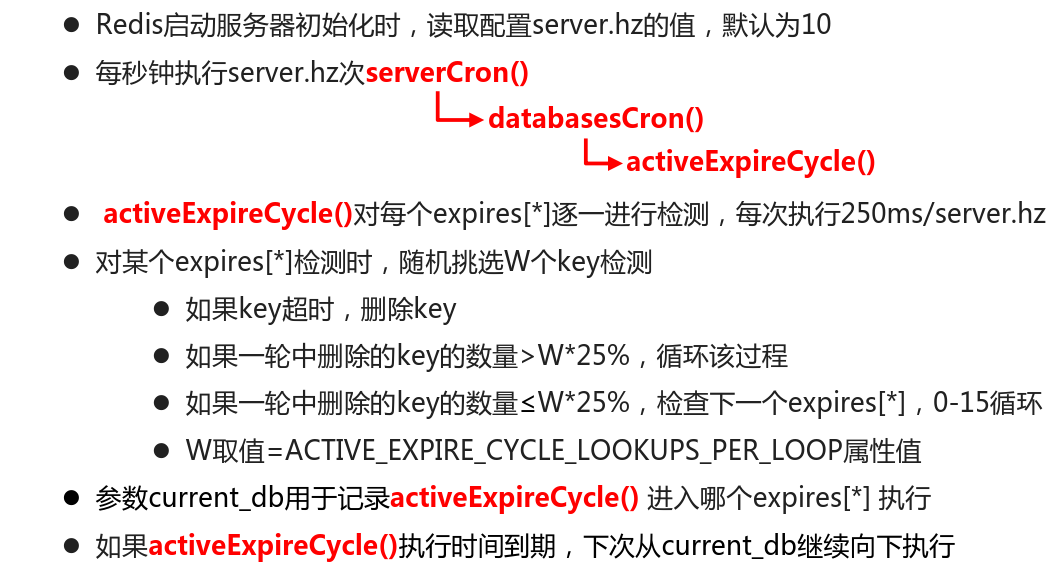 ● Redis启动服务器初始化时，读取配置server.hz的值，默认为10
● 每秒钟执行server.hz次serverCron()
databasesCron()
activeExpireCycle()
● activeExpireCycle()对每个expires[*]逐一进行检测，每次执行250ms/server.hz
● 对某个expires[*]检测时，随机挑选W个key检测
● 如果key超时，删除key
● 如果一轮中删除的key的数量>W*25%，循环该过程
● 如果一轮中删除的key的数量≤W*25%，检查下一个expires[*]，0-15循环
● W取值=ACTIVE_EXPIRE_CYCLE_LOOKUPS_PER_LOOP属性值
● 参数current_db用于记录activeExpireCycle() 进入哪个expires[*] 执行
● 如果activeExpireCycle()执行时间到期，下次从current_db继续向下执行